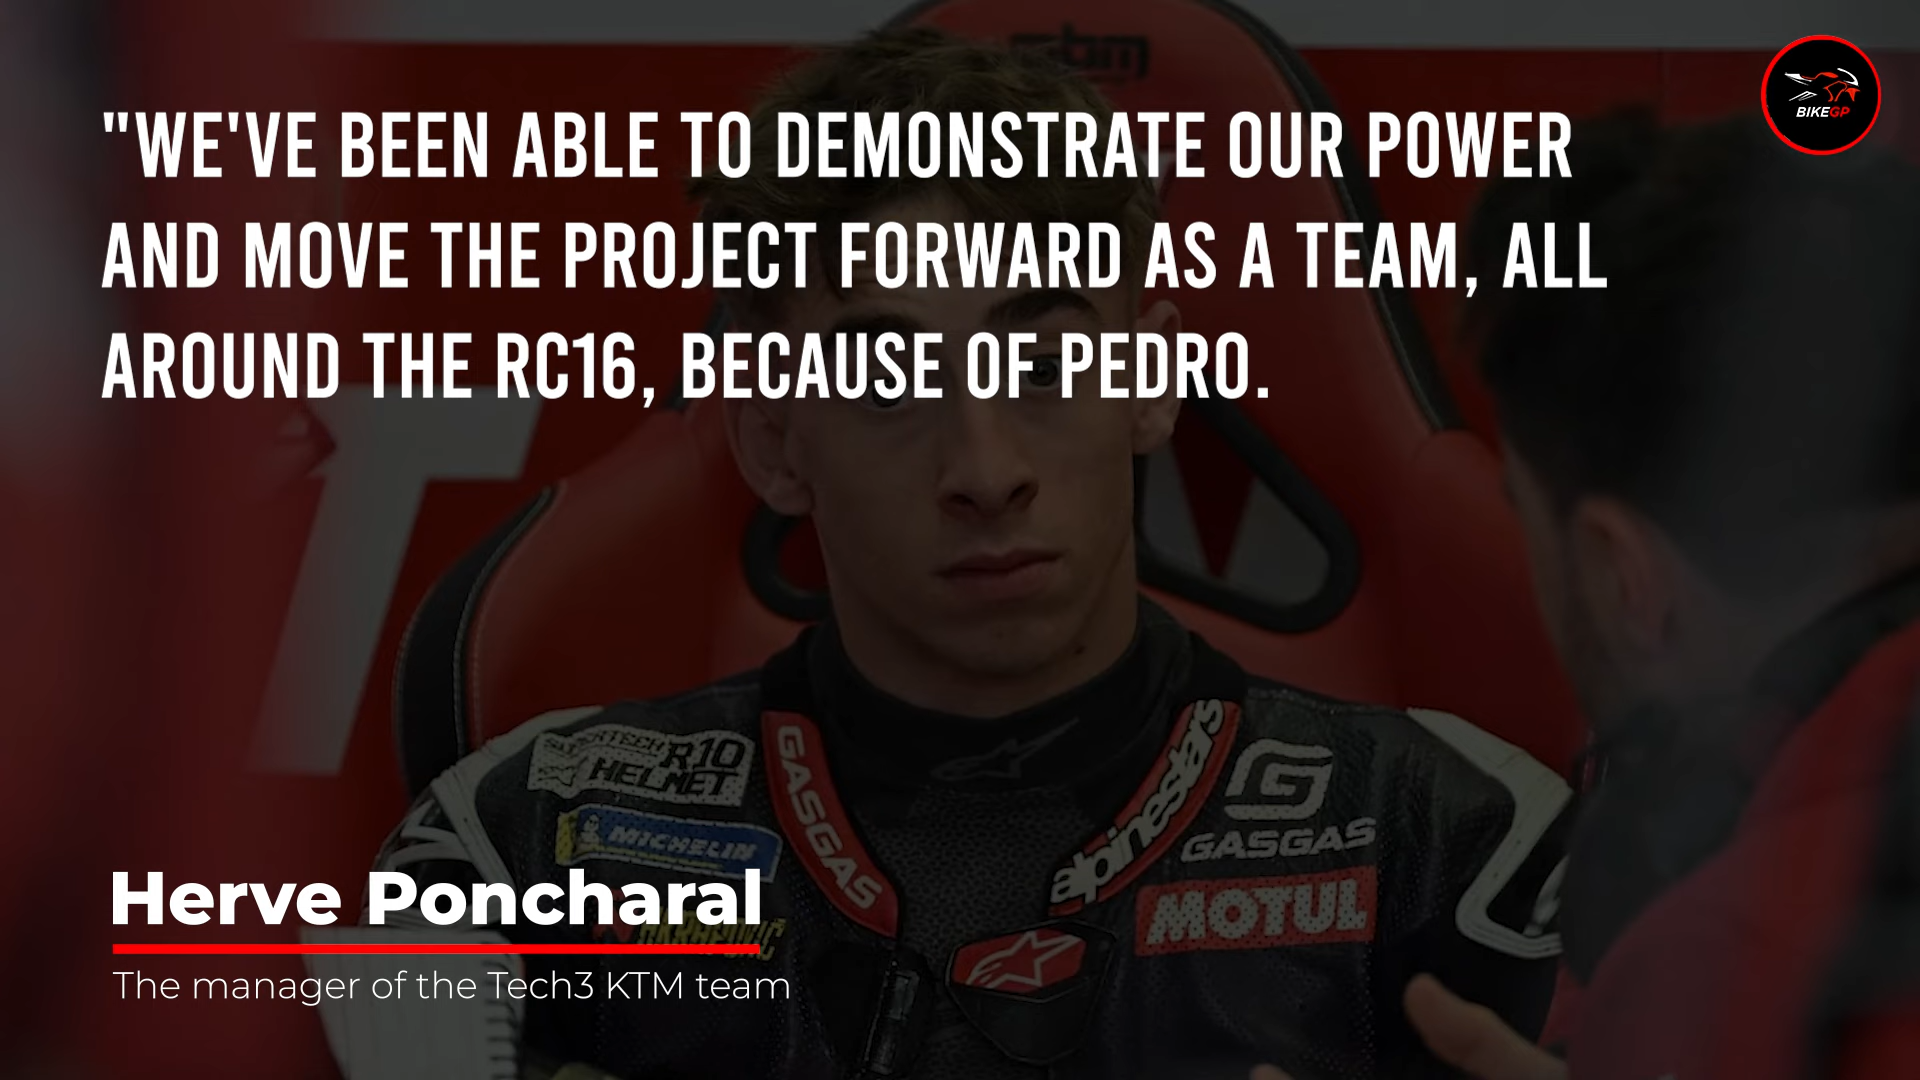 "WE'VE BEEN ABLE TO DEMONSTRATE OUR POWER
AND MOVE THE PROJECT FORWARD AS A TEAM, ALL
AROUND THE RC16, BECAUSE OF PEDRO.
BIKEGP
R10
HELMET
MICHELIN
GASGAS
alpinestars
GASGAS
MOTUL
Herve Poncharal
The manager of the Tech3 KTM team